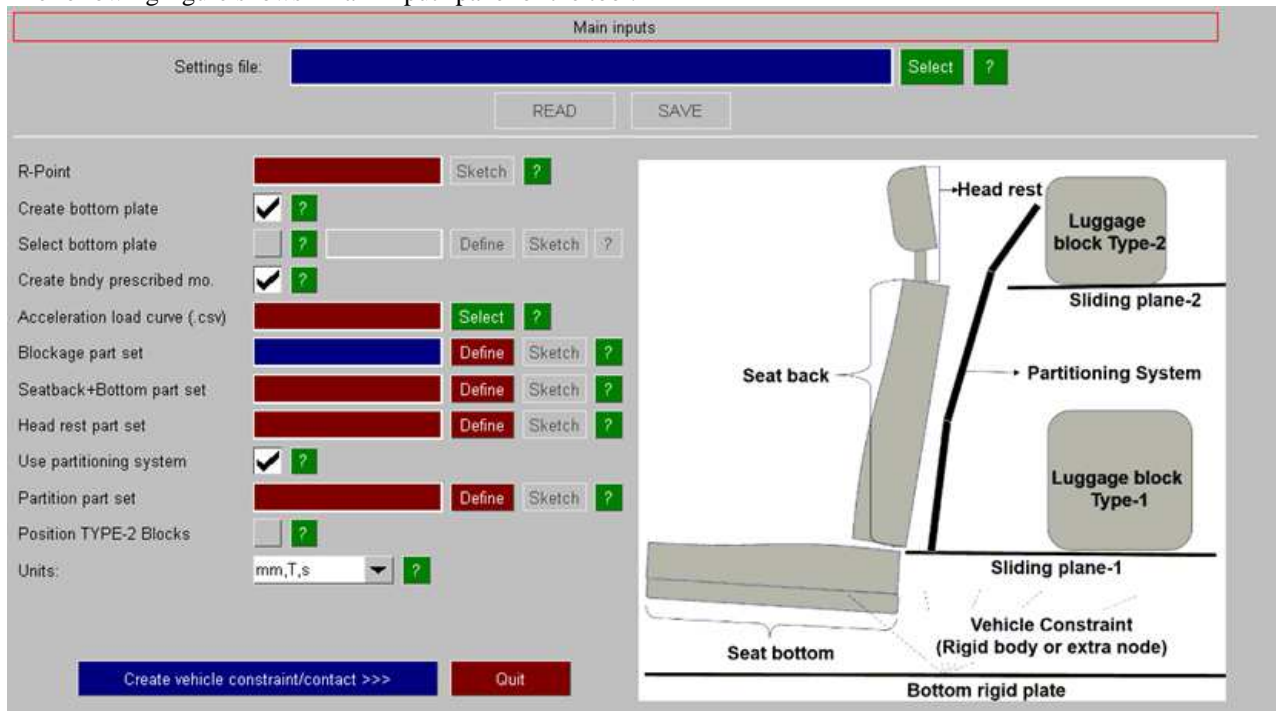 Main inputs
Settings file:
Select ?
READ SAVE
R-Point Sketch ?
Create bottom plate ?
Select bottom plate ? Define Sketch ?
Create bndy prescribed mo. ?
Acceleration load curve (.csv) Select ?
Blockage part set Define Sketch ?
Seatback+Bottom part set Define Sketch ?
Head rest part set Define Sketch ?
Use partitioning system ?
Partition part set Define Sketch ?
Position TYPE-2 Blocks ?
Units: mm,T,s ?
Create vehicle constraint/contact >>> Quit
Head rest
Luggage
block Type-2
Sliding plane-2
Seat back
Partitioning System
Luggage block
Type-1
Sliding plane-1
Vehicle Constraint
(Rigid body or extra node)
Seat bottom
Bottom rigid plate